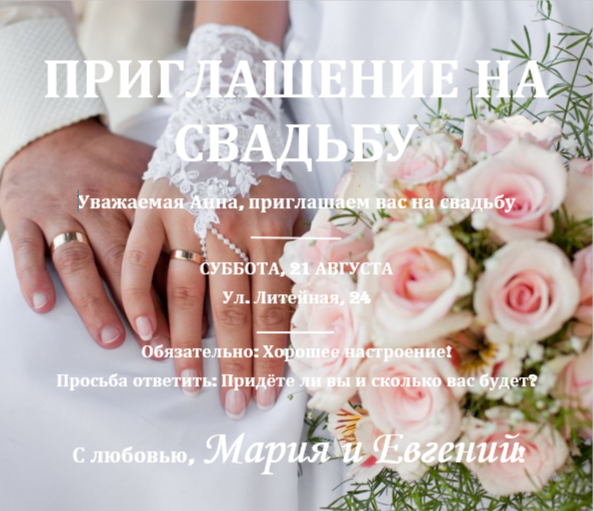 ПРИГЛАШЕНИЕ НА
СВАДЬБУ
Уважаемая Анна, приглашаем вас на свадьбу
СУББОТА, 21 АВГУСТА
Ул. Литейная, 24
Обязательно: Хорошее настроение!
Просьба ответить: Придёте ли вы и сколько вас будет?
С любовью, Мария и Евгений!